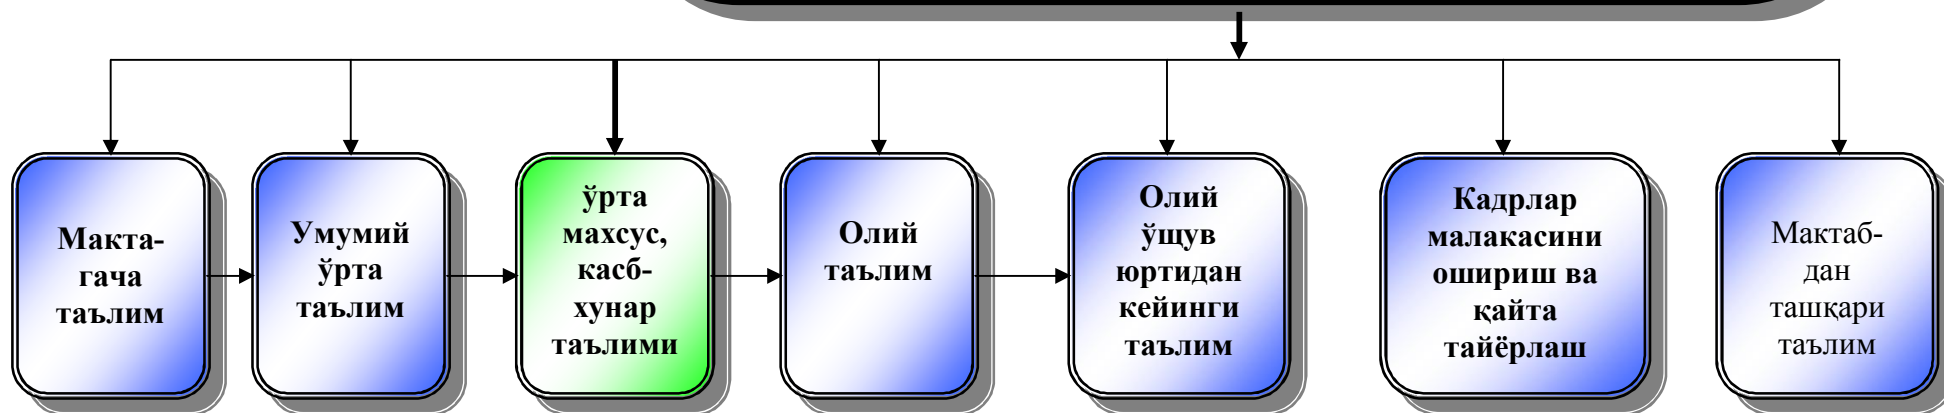 Макта-
гача
таълим
Умумий
ўрта
таълим
ўрта
махсус,
касб-
хунар
таълими
Олий
таълим
Олий
ўщув
юртидан
кейинги
таълим
Кадрлар
малакасини
ошириш ва
қайта
тайёрлаш
Мактаб-
дан
ташқари
таълим